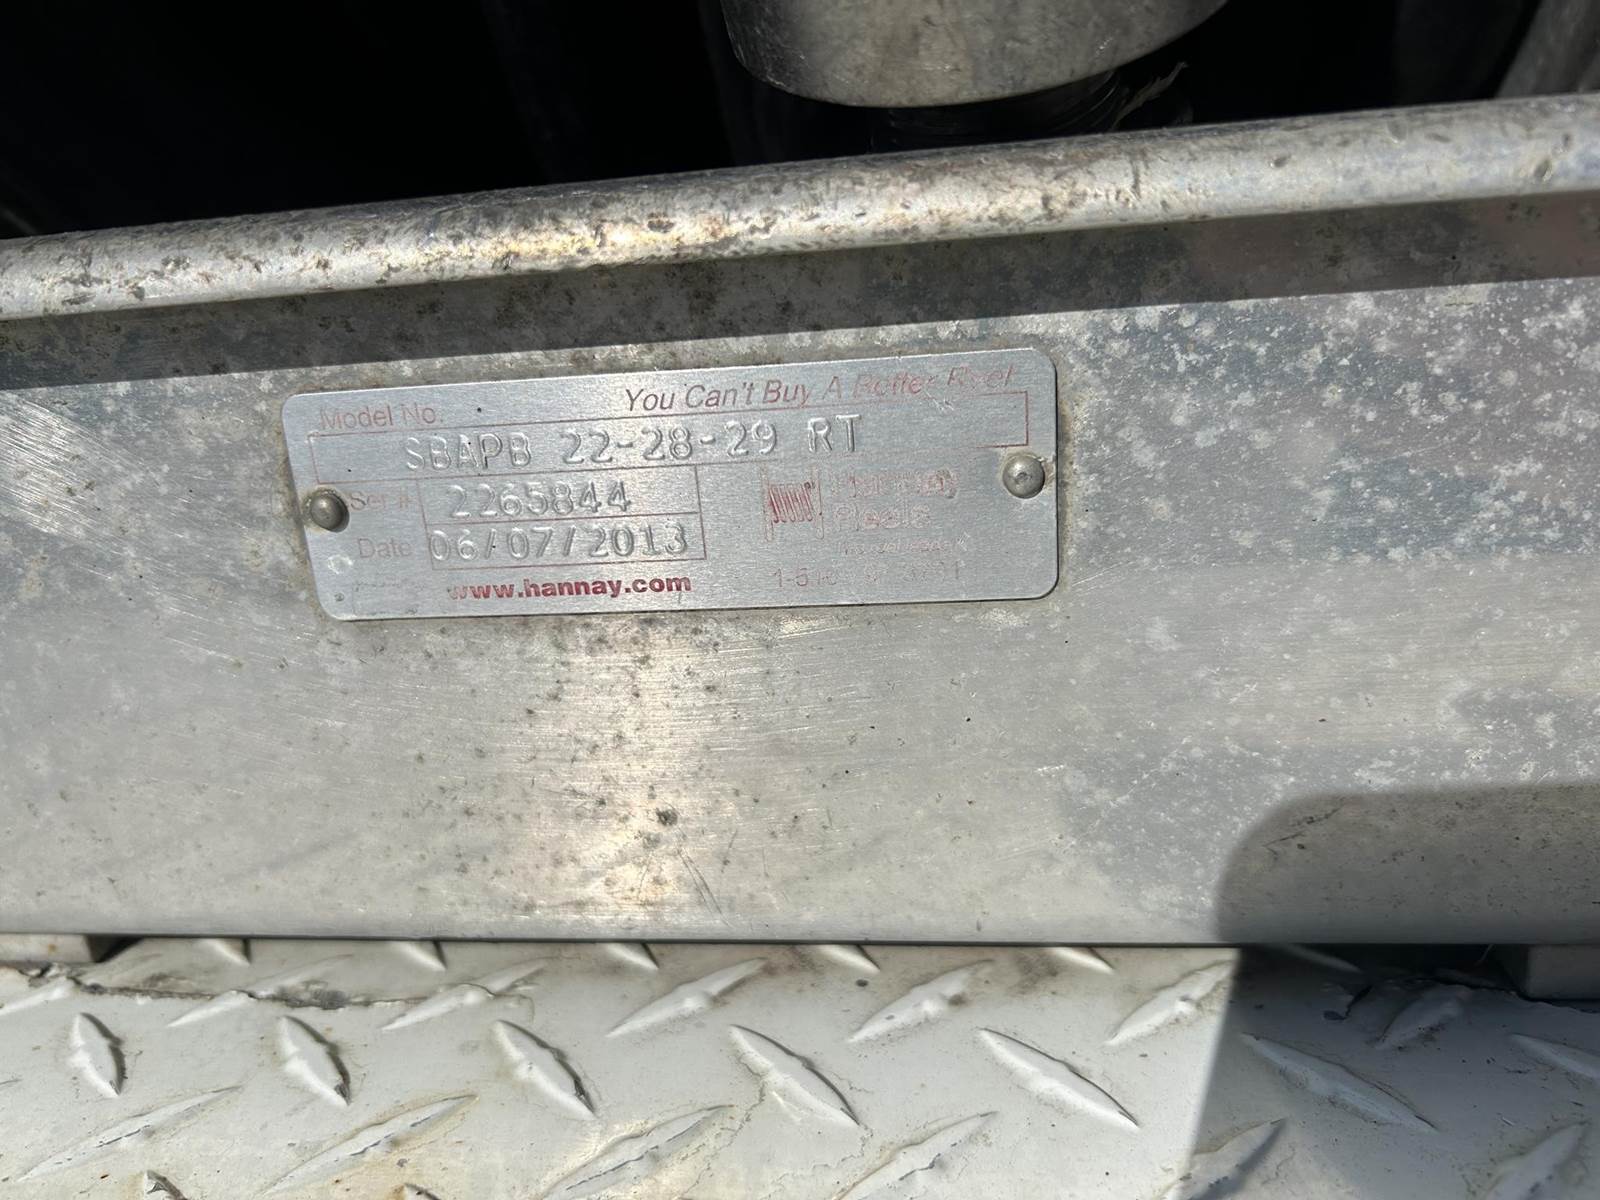 You Can't Buy A Better Reel
Model No.
SBAPB 22-28-29 RT
Ser #
2265844
Hannay
Reels
Date
06/07/2013
www.hannay.com